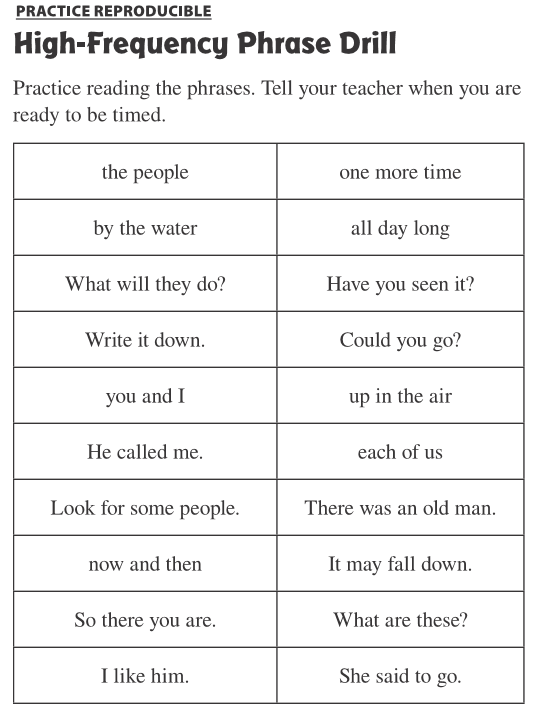 PRACTICE REPRODUCIBLE
High-Frequency Phrase Drill
Practice reading the phrases. Tell your teacher when you are
ready to be timed.
the people
one more time
by the water
all day long
What will they do?
Have you seen it?
Write it down.
Could you go?
you and I
up in the air
He called me.
each of us
Look for some people.
There was an old man.
now and then
It may fall down.
So there you are.
What are these?
I like him.
She said to go.